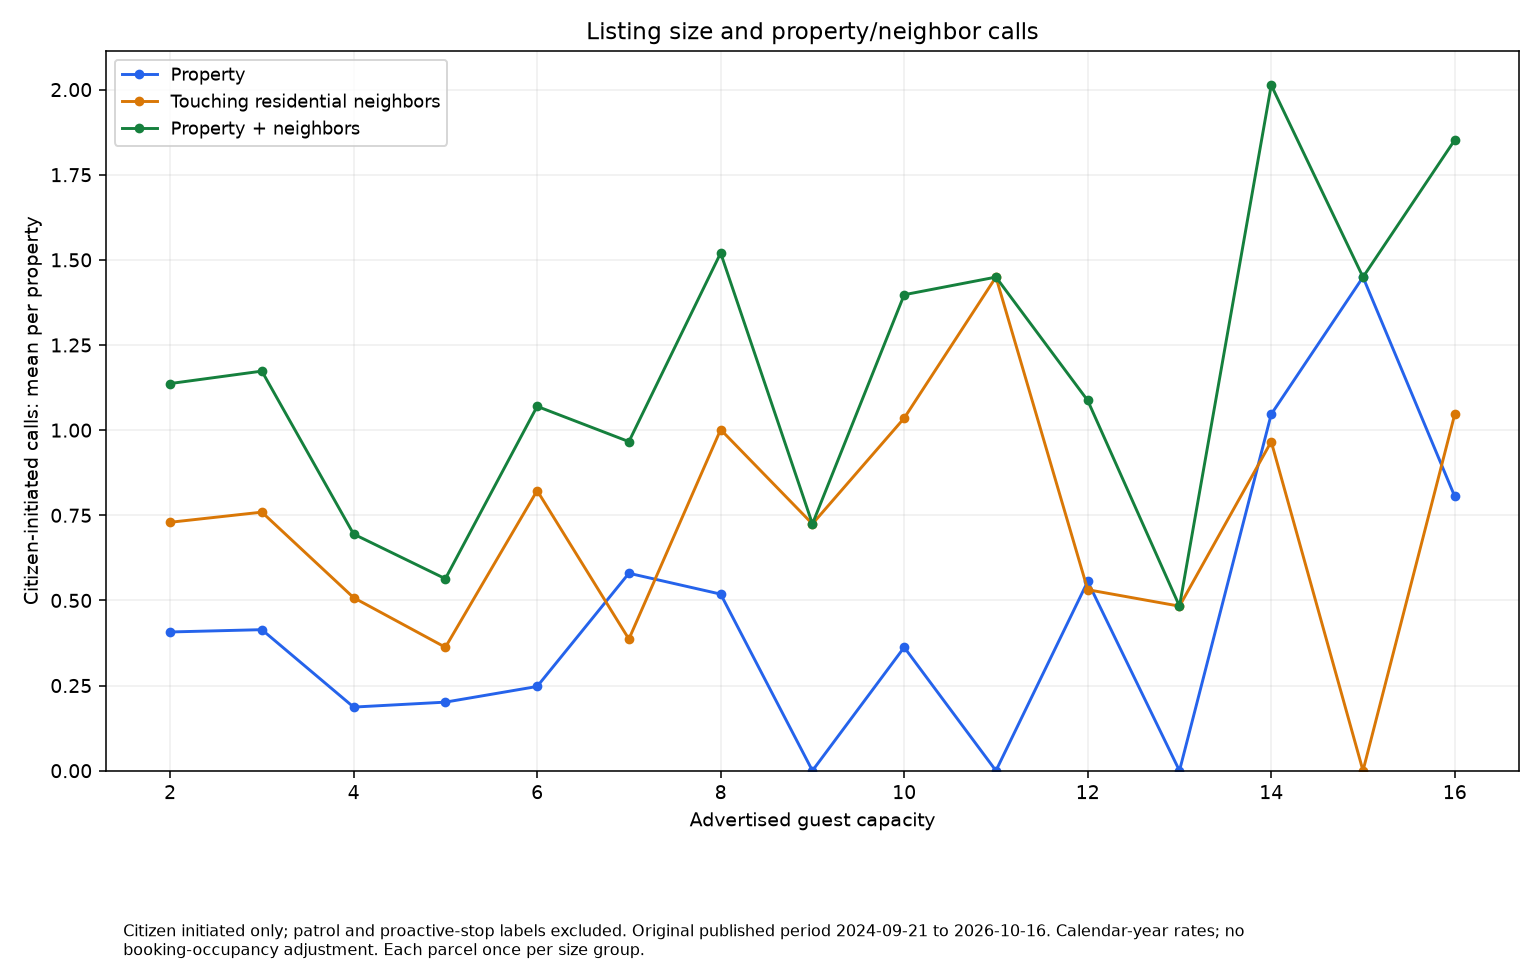 Listing size and property/neighbor calls
Property
Touching residential neighbors
Property + neighbors
Citizen-initiated calls: mean per property
2.00
1.75
1.50
1.25
1.00
0.75
0.50
0.25
0.00
2 4 6 8 10 12 14 16
Advertised guest capacity
Citizen initiated only; patrol and proactive-stop labels excluded. Original published period 2024-09-21 to 2026-10-16. Calendar-year rates; no
booking-occupancy adjustment. Each parcel once per size group.